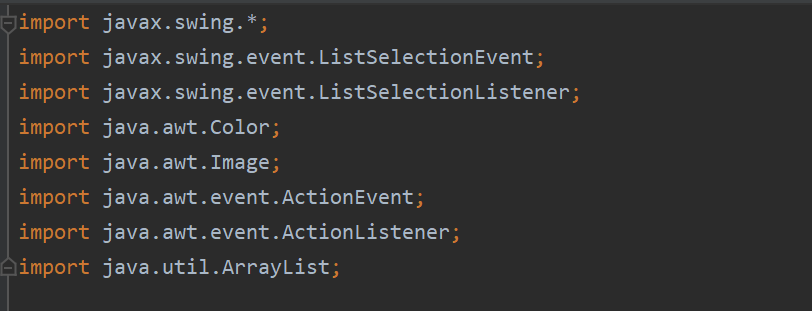 import javax.swing.*;
import javax.swing.event.ListSelectionEvent;
import javax.swing.event.ListSelectionListener;
import java.awt.Color;
import java.awt.Image;
import java.awt.event.ActionEvent;
import java.awt.event.ActionListener;
import java.util.ArrayList;